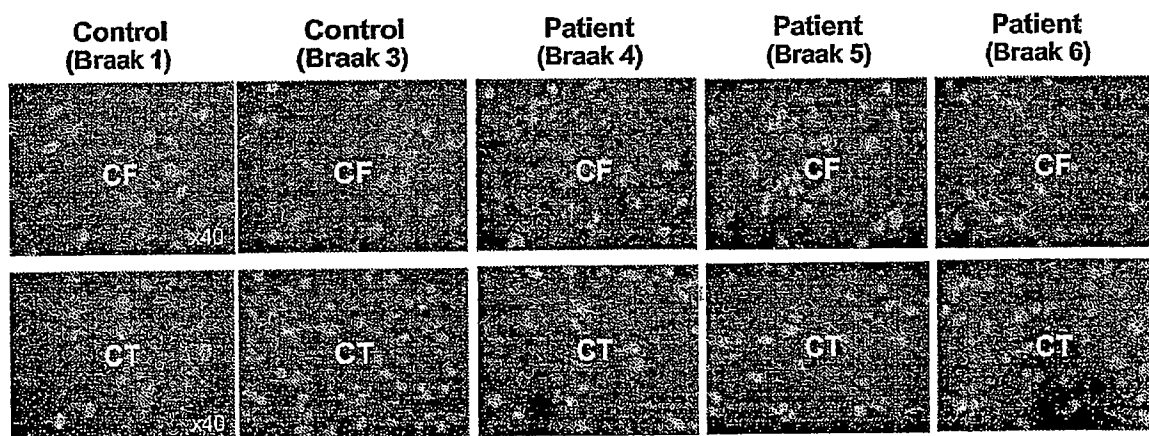 Control
(Braak 1)
Control
(Braak 3)
Patient
(Braak 4)
Patient
(Braak 5)
Patient
(Braak 6)
CF
CF
CF
CF
CF
x40
CT
CT
CT
CT
CT
x40